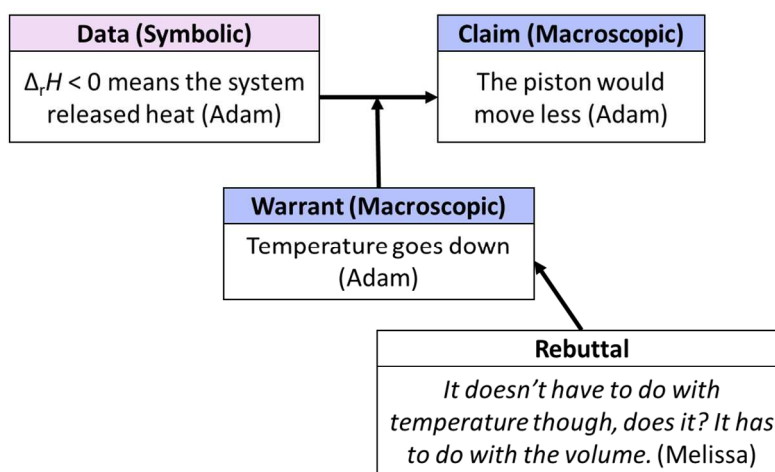 Data (Symbolic)
ΔᵣH < 0 means the system
released heat (Adam)
Claim (Macroscopic)
The piston would
move less (Adam)
Warrant (Macroscopic)
Temperature goes down
(Adam)
Rebuttal
It doesn’t have to do with
temperature though, does it? It has
to do with the volume. (Melissa)